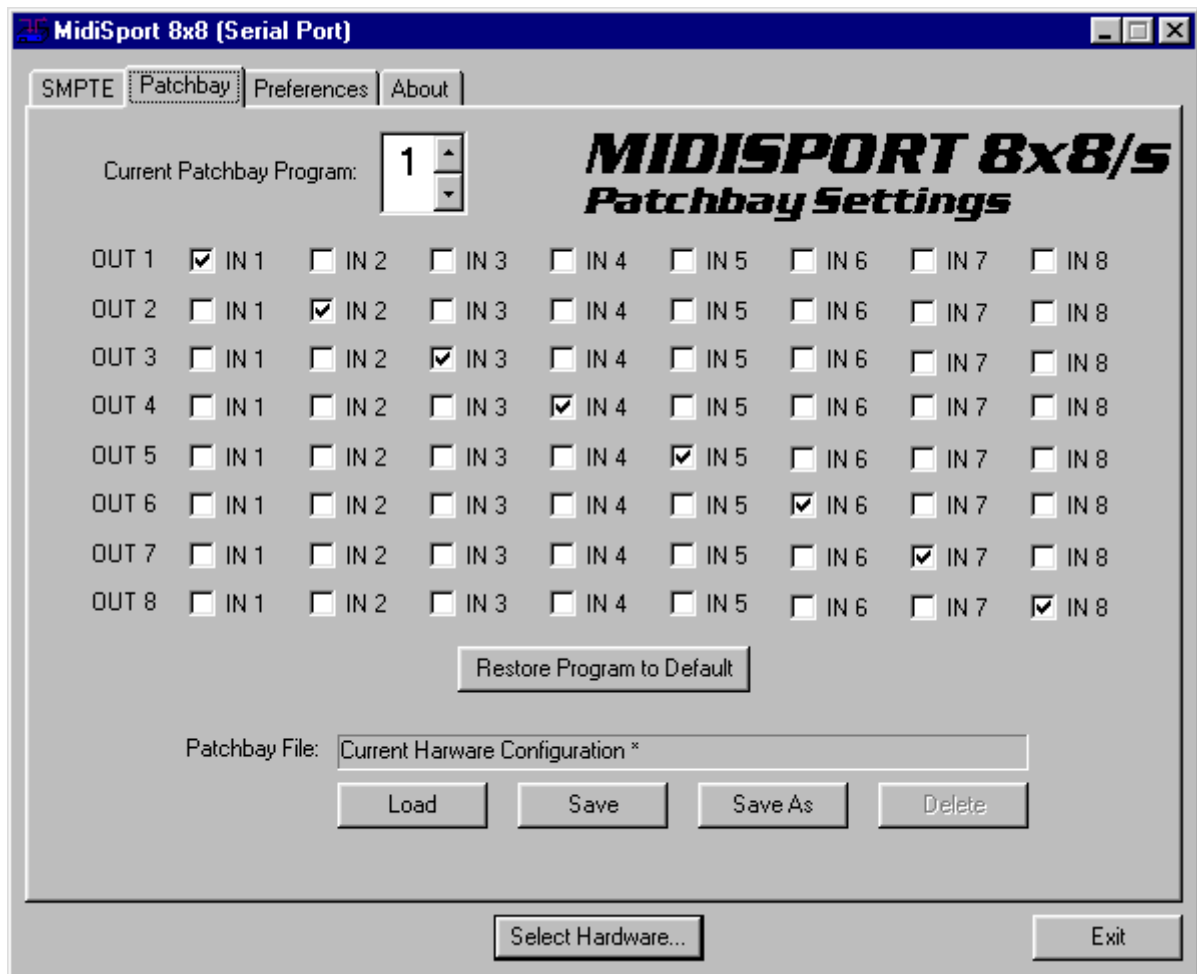 MidiSport 8x8 (Serial Port)
SMPTE Patchbay Preferences About
Current Patchbay Program: 1
MIDISPORT 8x8/s
Patchbay Settings
OUT 1 IN 1 IN 2 IN 3 IN 4 IN 5 IN 6 IN 7 IN 8
OUT 2 IN 1 IN 2 IN 3 IN 4 IN 5 IN 6 IN 7 IN 8
OUT 3 IN 1 IN 2 IN 3 IN 4 IN 5 IN 6 IN 7 IN 8
OUT 4 IN 1 IN 2 IN 3 IN 4 IN 5 IN 6 IN 7 IN 8
OUT 5 IN 1 IN 2 IN 3 IN 4 IN 5 IN 6 IN 7 IN 8
OUT 6 IN 1 IN 2 IN 3 IN 4 IN 5 IN 6 IN 7 IN 8
OUT 7 IN 1 IN 2 IN 3 IN 4 IN 5 IN 6 IN 7 IN 8
OUT 8 IN 1 IN 2 IN 3 IN 4 IN 5 IN 6 IN 7 IN 8
Restore Program to Default
Patchbay File: Current Harware Configuration *
Load Save Save As Delete
Select Hardware... Exit